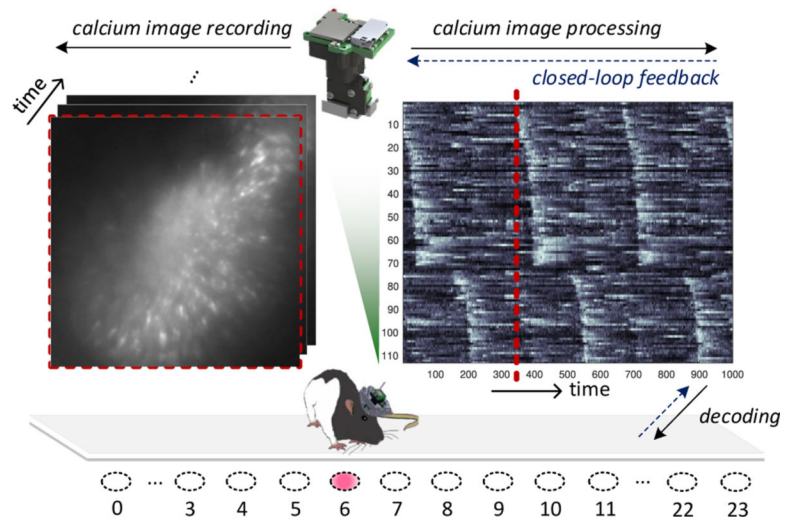 calcium image recording
calcium image processing
closed-loop feedback
...
time
10
20
30
40
50
60
70
80
90
100
110
100 200 300 400 500 600 700 800 900 1000
time
decoding
... ...
0 3 4 5 6 7 8 9 10 11 22 23